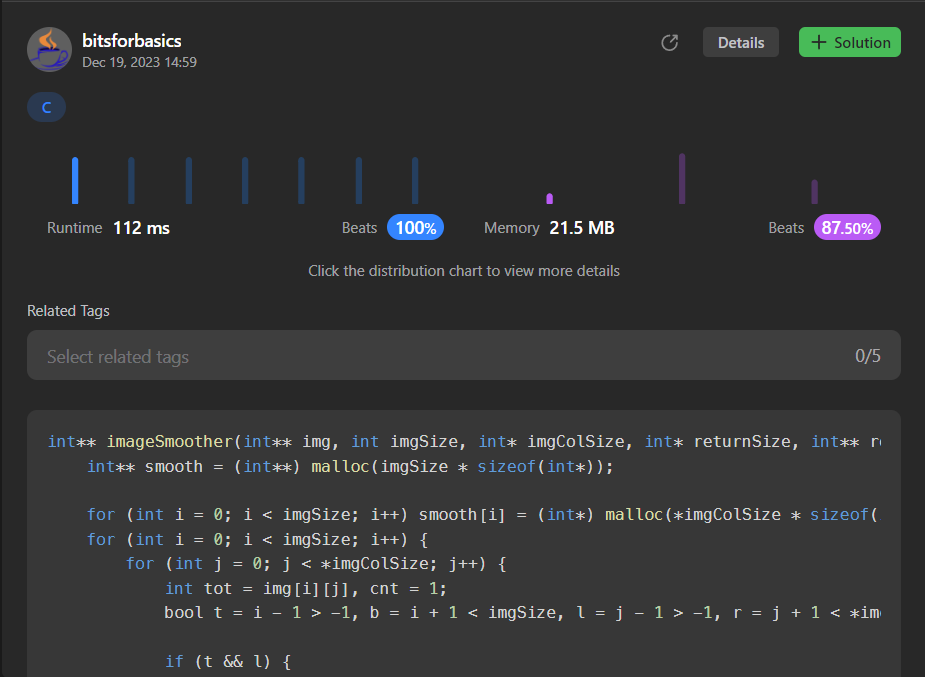 bitsforbasics
Dec 19, 2023 14:59
Details
+ Solution
C
Runtime 112 ms
Beats 100%
Memory 21.5 MB
Beats 87.50%
Click the distribution chart to view more details
Related Tags
Select related tags
0/5
int** imageSmoother(int** img, int imgSize, int* imgColSize, int* returnSize, int**
    int** smooth = (int**) malloc(imgSize * sizeof(int*));
    for (int i = 0; i < imgSize; i++) smooth[i] = (int*) malloc(*imgColSize * sizeof(
    for (int i = 0; i < imgSize; i++) {
        for (int j = 0; j < *imgColSize; j++) {
            int tot = img[i][j], cnt = 1;
            bool t = i - 1 > -1, b = i + 1 < imgSize, l = j - 1 > -1, r = j + 1 <
            if (t && l) {